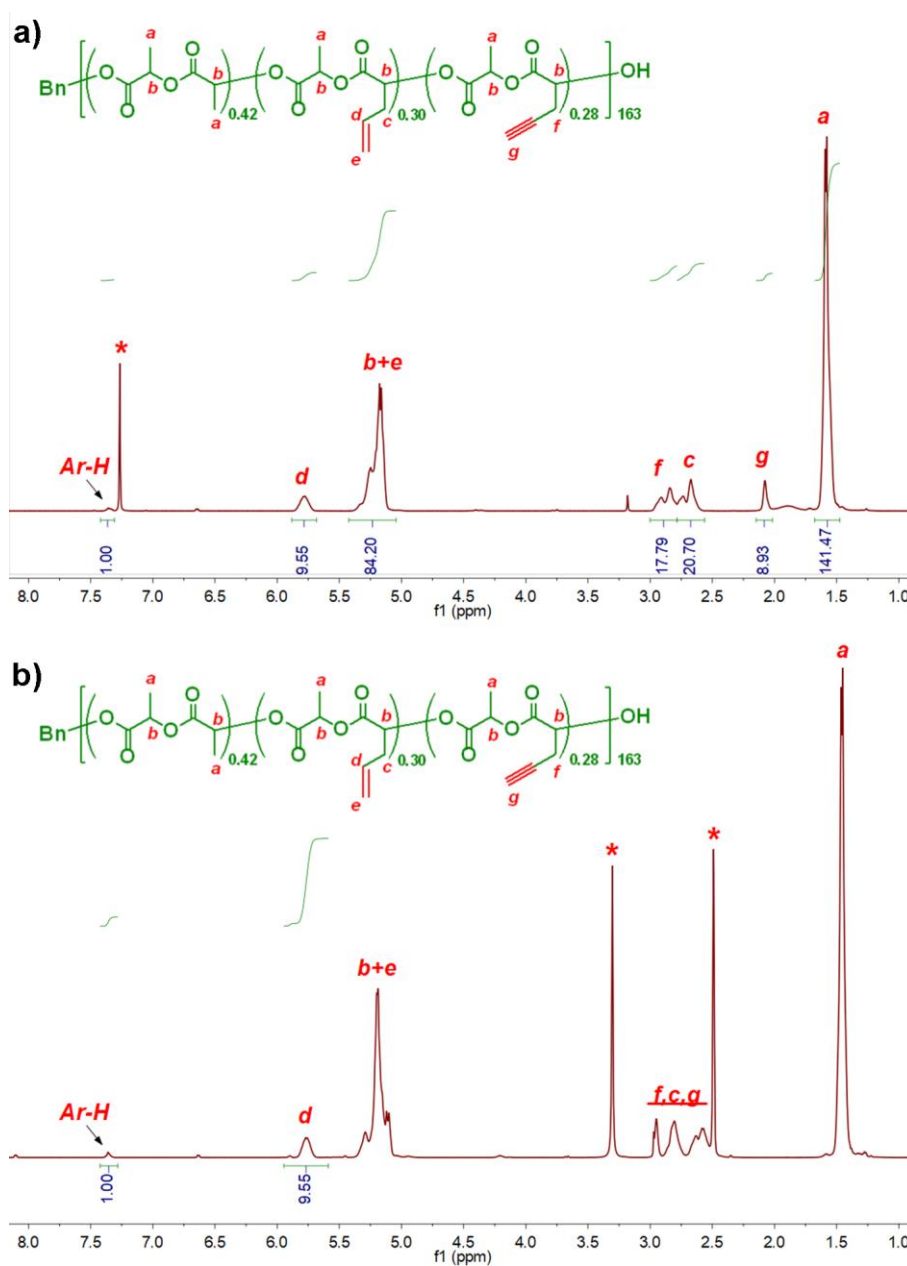 a)
a a a
O O O O O O
Bn O O b O b O O b O b O O b O b OH
O a 0.42 O d c 0.30 O f 0.28 163
e g
a
*
b+e
Ar-H d f c g
1.00 9.55 84.20 17.79 20.70 8.93 141.47
8.0 7.5 7.0 6.5 6.0 5.5 5.0 4.5 4.0 3.5 3.0 2.5 2.0 1.5 1.0
f1 (ppm)
b)
a a a
O O O O O O
Bn O O b O b O O b O b O O b O b OH
O a 0.42 O d c 0.30 O f 0.28 163
e g
a
* *
b+e
Ar-H d f,c,g
1.00 9.55
8.0 7.5 7.0 6.5 6.0 5.5 5.0 4.5 4.0 3.5 3.0 2.5 2.0 1.5 1.0
f1 (ppm)